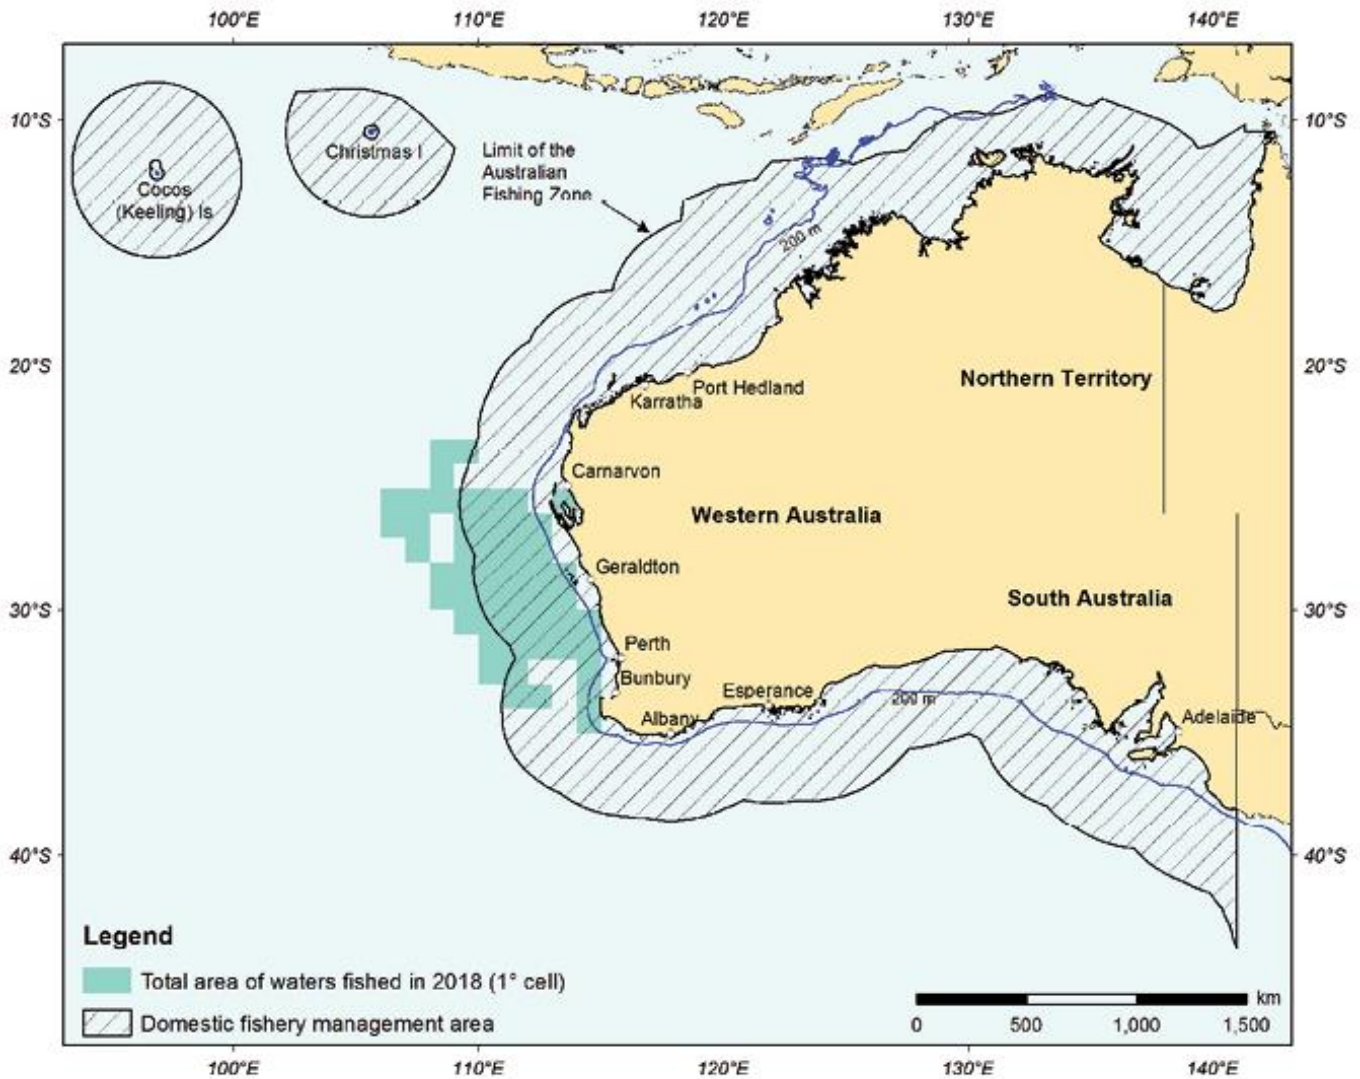 100°E 110°E 120°E 130°E 140°E
10°S 10°S
Christmas I
Limit of the
Australian
Fishing Zone
Cocos
(Keeling) Is
200 m
20°S 20°S
Northern Territory
Port Hedland
Karratha
Carnarvon
Western Australia
Geraldton
South Australia
30°S 30°S
Perth
Bunbury
Esperance
200 m
Albany
Adelaide
40°S 40°S
Legend
Total area of waters fished in 2018 (1° cell)
Domestic fishery management area
km
0 500 1,000 1,500
100°E 110°E 120°E 130°E 140°E